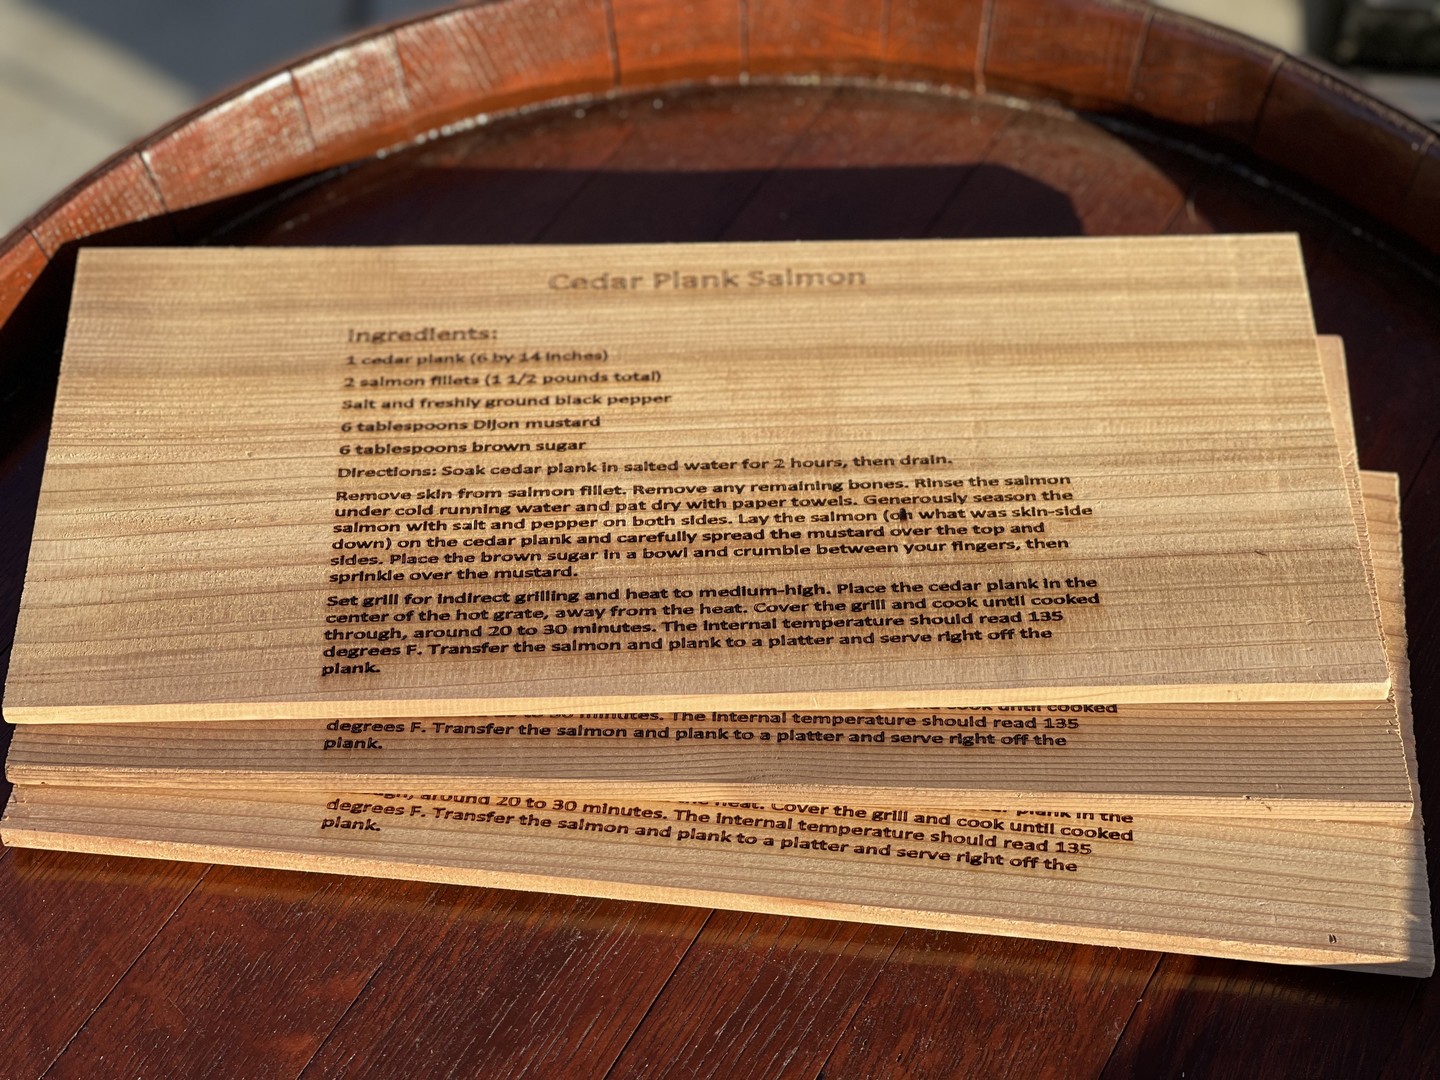 Cedar Plank Salmon
Ingredients:
1 cedar plank (6 by 14 inches)
2 salmon fillets (1 1/2 pounds total)
Salt and freshly ground black pepper
6 tablespoons Dijon mustard
6 tablespoons brown sugar
Directions: Soak cedar plank in salted water for 2 hours, then drain.
Remove skin from salmon fillet. Remove any remaining bones. Rinse the salmon
under cold running water and pat dry with paper towels. Generously season the
salmon with salt and pepper on both sides. Lay the salmon (on what was skin-side
down) on the cedar plank and carefully spread the mustard over the top and
sides. Place the brown sugar in a bowl and crumble between your fingers, then
sprinkle over the mustard.
Set grill for indirect grilling and heat to medium-high. Place the cedar plank in the
center of the hot grate, away from the heat. Cover the grill and cook until cooked
through, around 20 to 30 minutes. The internal temperature should read 135
degrees F. Transfer the salmon and plank to a platter and serve right off the
plank.
cook until cooked
to 30 minutes. The internal temperature should read 135
degrees F. Transfer the salmon and plank to a platter and serve right off the
plank.
plank in the
the heat. Cover the grill and cook until cooked
around 20 to 30 minutes. The internal temperature should read 135
degrees F. Transfer the salmon and plank to a platter and serve right off the
plank.